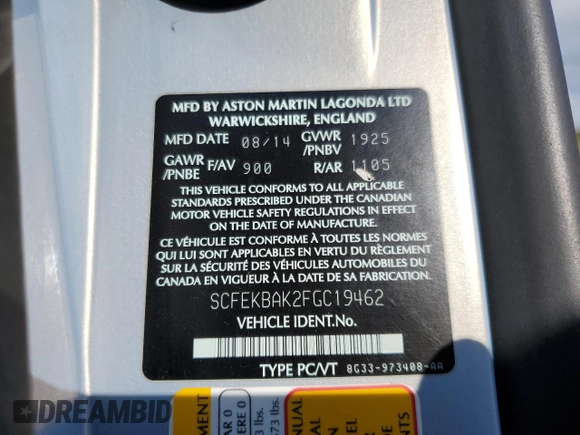 MFD BY ASTON MARTIN LAGONDA LTD
WARWICKSHIRE, ENGLAND
MFD DATE 08/14 GVWR /PNBV 1925
GAWR /PNBE F/AV 900 R/AR 1105
THIS VEHICLE CONFORMS TO ALL APPLICABLE
STANDARDS PRESCRIBED UNDER THE CANADIAN
MOTOR VEHICLE SAFETY REGULATIONS IN EFFECT
ON THE DATE OF MANUFACTURE.
CE VÉHICULE EST CONFORME À TOUTES LES NORMES
QUI LUI SONT APPLICABLES EN VERTU DU RÈGLEMENT
SUR LA SÉCURITÉ DES VÉHICULES AUTOMOBILES DU
CANADA EN VIGUEUR À LA DATE DE SA FABRICATION.
SCFEKBAK2FGC19462
VEHICLE IDENT.No.
TYPE PC/VT 8G33-973408-AA
DREAMBID